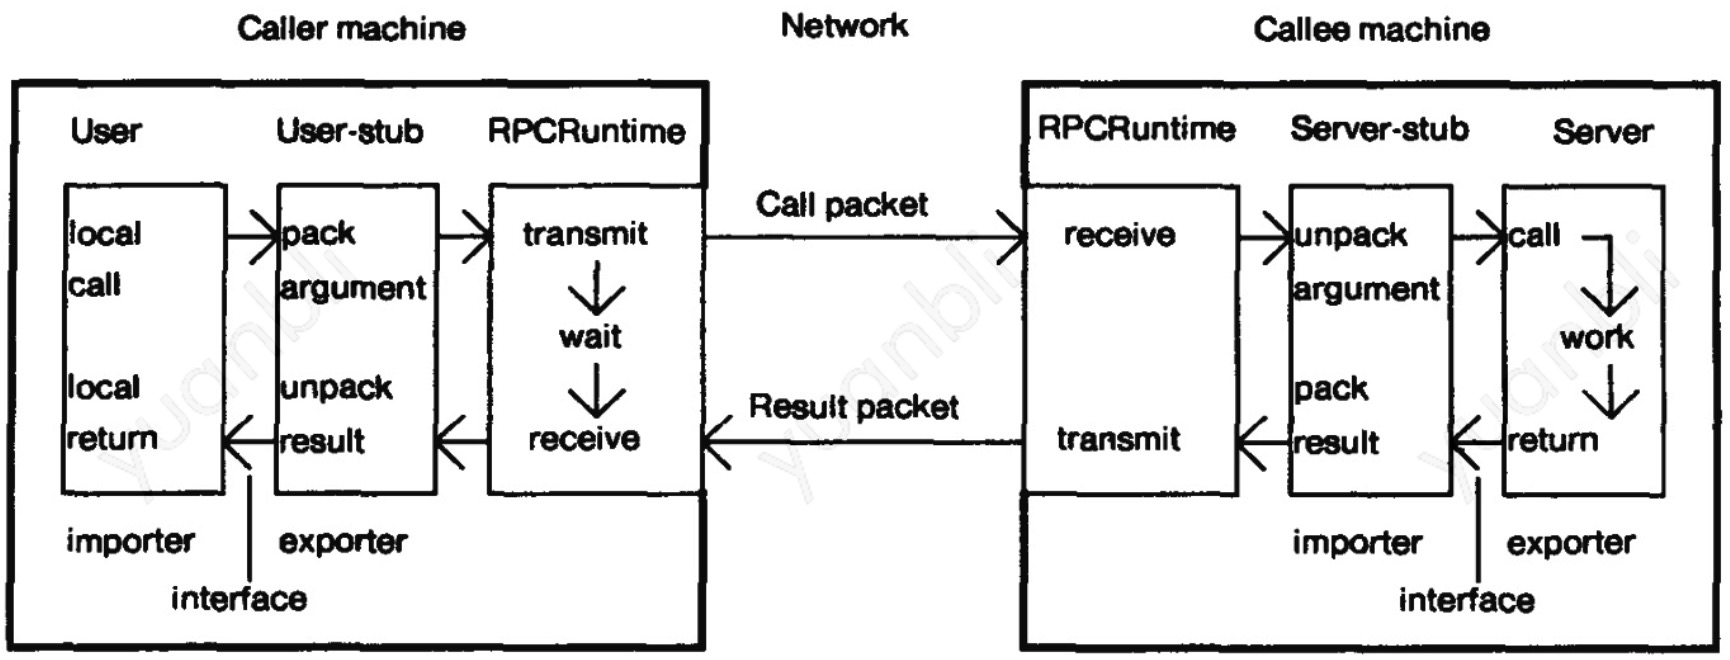 Caller machine Network Callee machine
User User-stub RPCRuntime RPCRuntime Server-stub Server
Call packet
local pack transmit receive unpack call
call argument argument
wait work
local unpack pack
Result packet
return result receive transmit result return
importer exporter importer exporter
interface interface
yuanbli yuanbli yuanbli